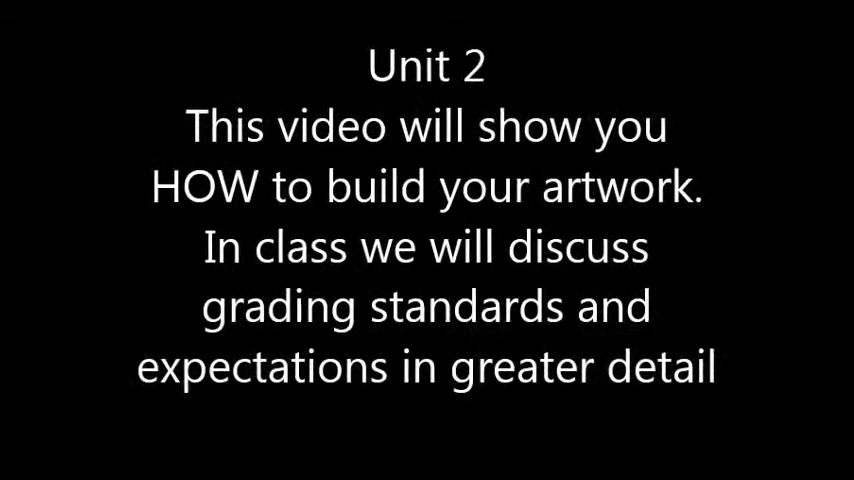 Unit 2
This video will show you
HOW to build your artwork.
In class we will discuss
grading standards and
expectations in greater detail